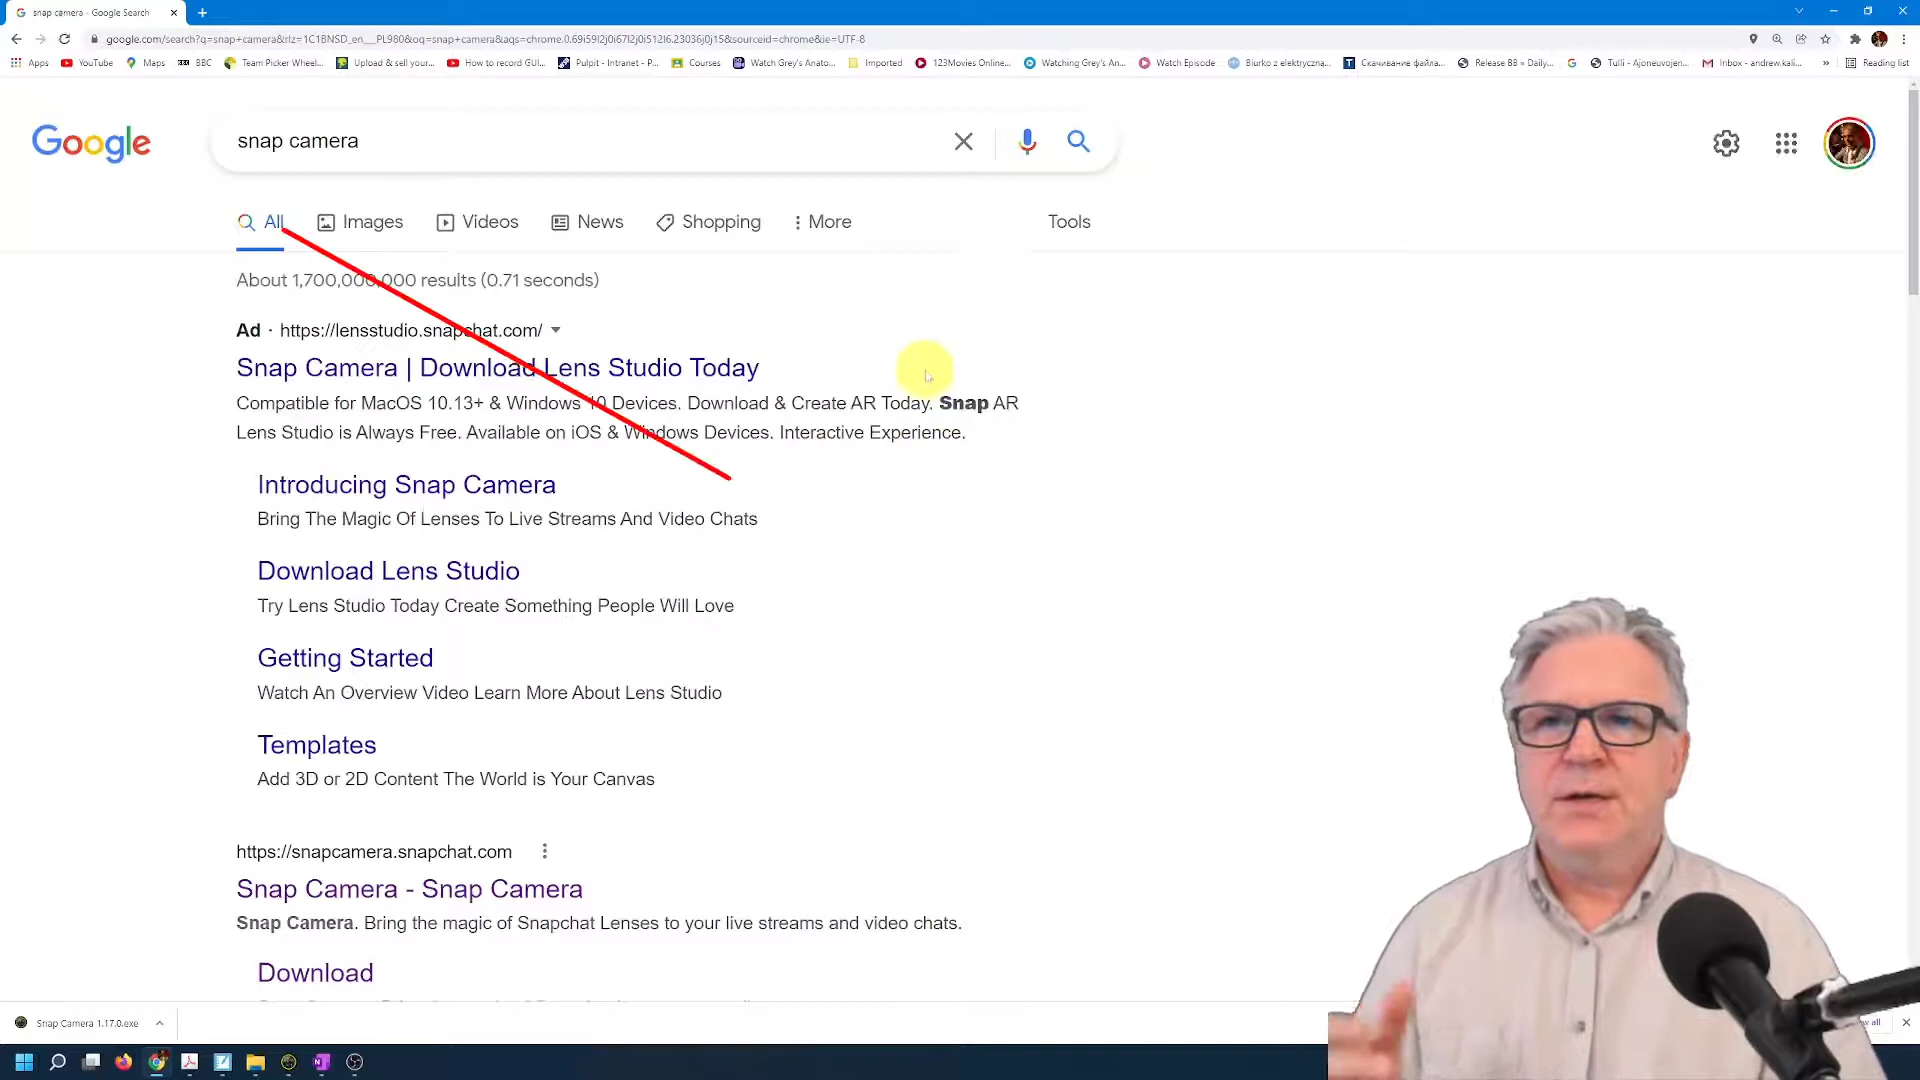 snap camera - Google Search
google.com/search?q=snap+camera&rlz=1C1BNSD_en___PL980&oq=snap+camera&aqs=chrome.0.69i59l2j0i67l2j0i512l6.23036j0j15&sourceid=chrome&ie=UTF-8
Apps YouTube Maps BBC Team Picker Wheel... Upload & sell your... How to record GUI... Pulpit - Intranet - P... Courses Watch Grey's Anato... Imported 123Movies Online... Watching Grey's An... Watch Episode Biurko z elektryczną... Скачивание файла... Release 88 » Daily... Tulli - Ajoneuvojen... Inbox - andrew.kali... » Reading list
Google snap camera
All Images Videos News Shopping More Tools
About 1,700,000,000 results (0.71 seconds)
Ad · https://lensstudio.snapchat.com/
Snap Camera | Download Lens Studio Today
Compatible for MacOS 10.13+ & Windows 10 Devices. Download & Create AR Today. Snap AR
Lens Studio is Always Free. Available on iOS & Windows Devices. Interactive Experience.
Introducing Snap Camera
Bring The Magic Of Lenses To Live Streams And Video Chats
Download Lens Studio
Try Lens Studio Today Create Something People Will Love
Getting Started
Watch An Overview Video Learn More About Lens Studio
Templates
Add 3D or 2D Content The World is Your Canvas
https://snapcamera.snapchat.com
Snap Camera - Snap Camera
Snap Camera. Bring the magic of Snapchat Lenses to your live streams and video chats.
Download
Snap Camera 1.17.0.exe
all